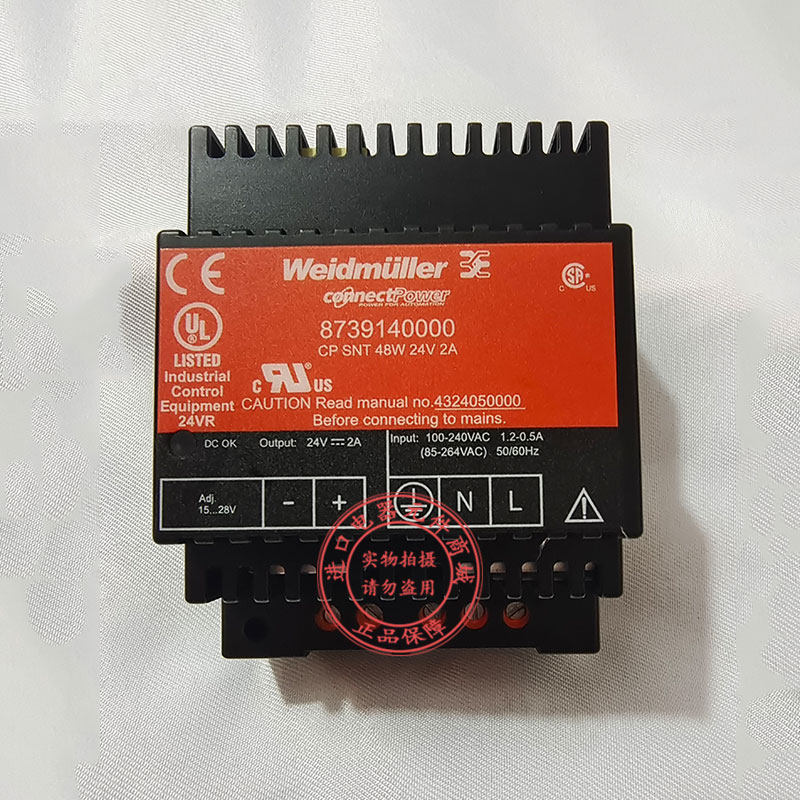 CE
Weidmüller
connectPower
POWER FOR AUTOMATION
CSA
C US
8739140000
CP SNT 48W 24V 2A
UL
LISTED
Industrial
Control
Equipment
24VR
c RU US
CAUTION Read manual no.4324050000
Before connecting to mains.
DC OK
Output: 24V⎓2A
Input: 100-240VAC 1.2-0.5A
(85-264VAC) 50/60Hz
Adj.
15...28V
− + N L
实物拍摄
请勿盗用
正品保障